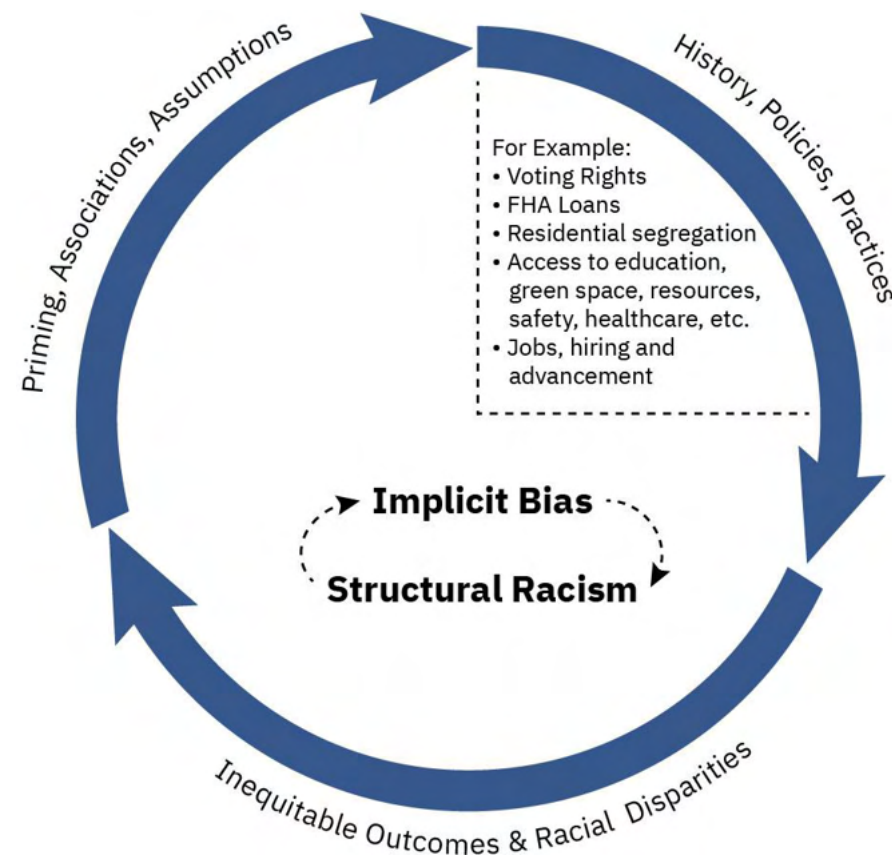 Priming, Associations, Assumptions
History, Policies, Practices
For Example:
• Voting Rights
• FHA Loans
• Residential segregation
• Access to education,
green space, resources,
safety, healthcare, etc.
• Jobs, hiring and
advancement
Implicit Bias
Structural Racism
Inequitable Outcomes & Racial Disparities